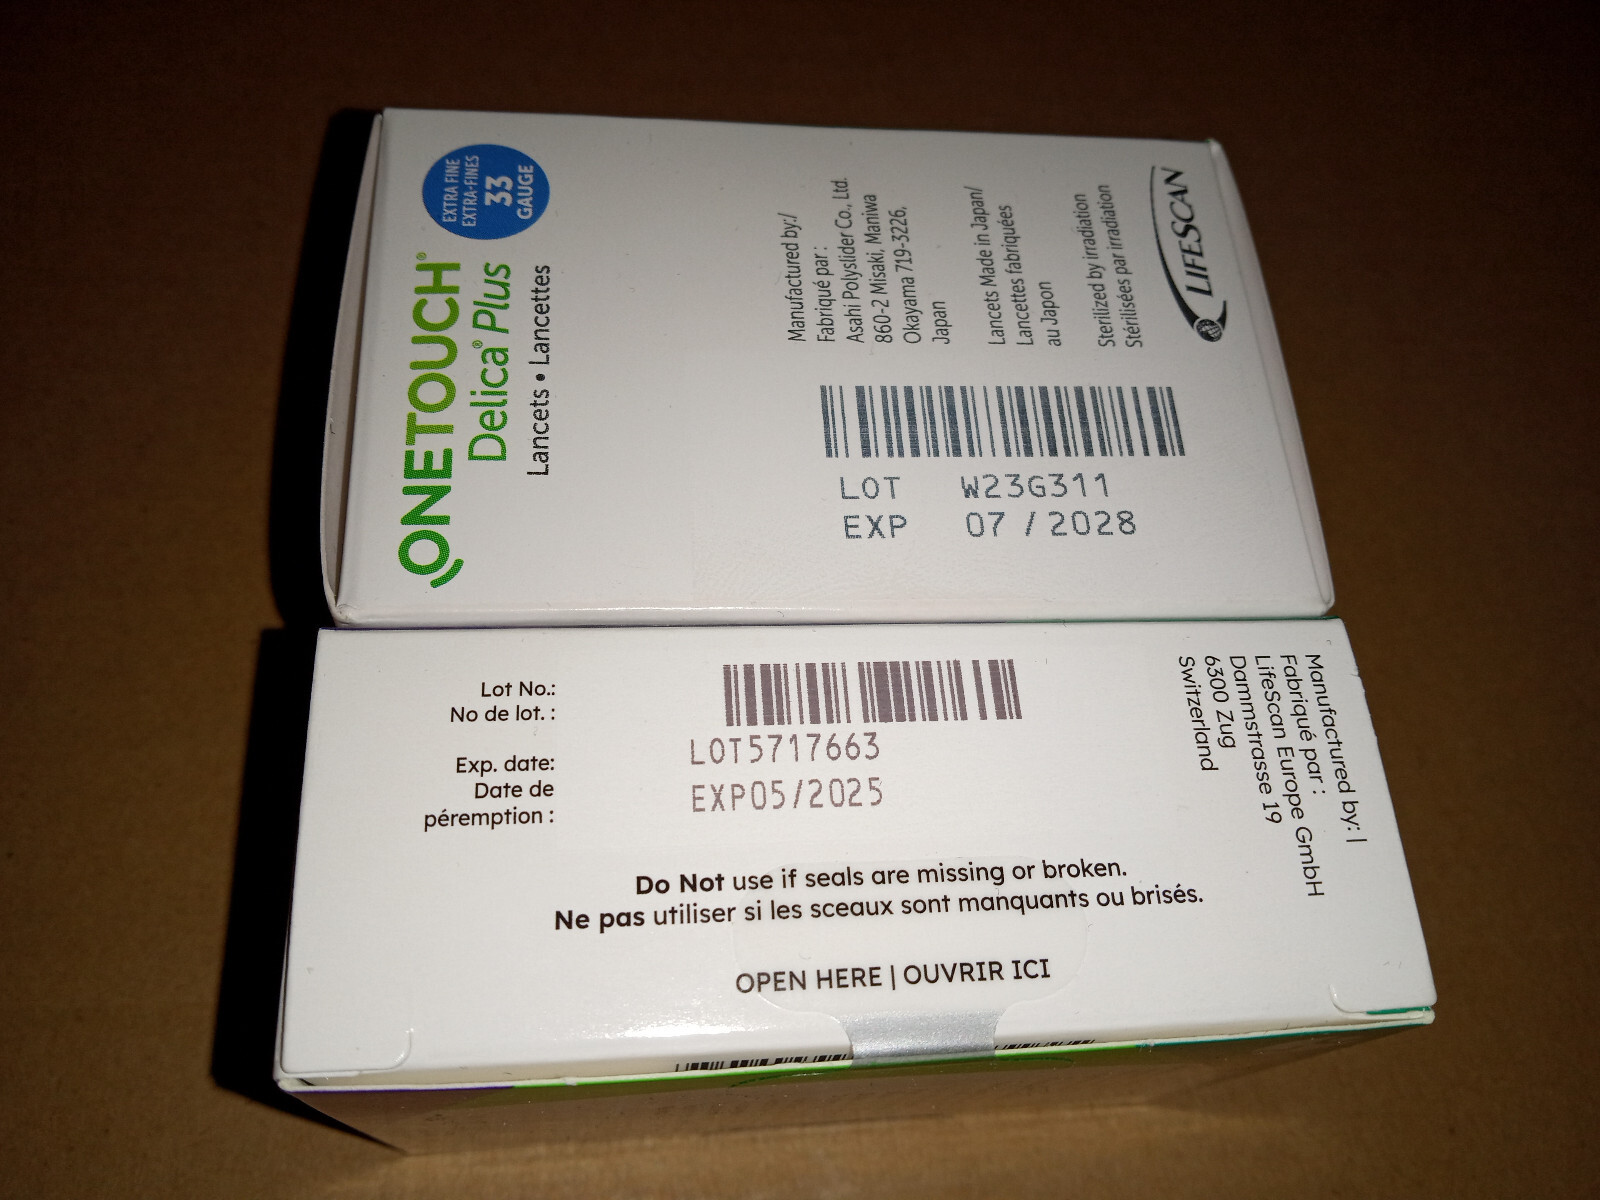 ONETOUCH®
Delica® Plus
Lancets • Lancettes
EXTRA FINE
EXTRA-FINES
33
GAUGE
Manufactured by:/
Fabriqué par :
Asahi Polyslider Co., Ltd.
860-2 Misaki, Maniwa
Okayama 719-3226,
Japan
Lancets Made in Japan/
Lancettes fabriquées
au Japon
Sterilized by irradiation
Stérilisées par irradiation
LIFESCAN
LOT W23G311
EXP 07 / 2028
Lot No.:
No de lot. :
LOT5717663
Exp. date:
Date de
péremption :
EXP05/2025
Do Not use if seals are missing or broken.
Ne pas utiliser si les sceaux sont manquants ou brisés.
OPEN HERE | OUVRIR ICI
Manufactured by: |
Fabriqué par :
LifeScan Europe GmbH
Dammstrasse 19
6300 Zug
Switzerland